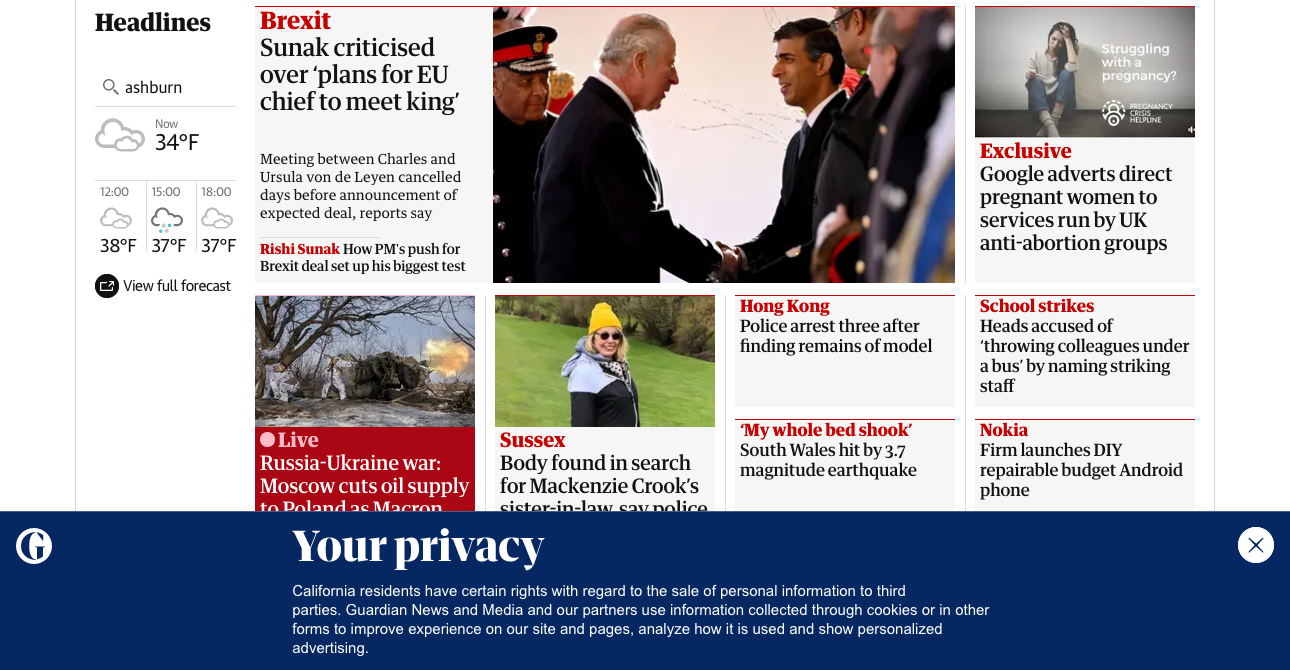 Headlines
ashburn
Now
34°F
12:00
15:00
18:00
38°F
37°F
37°F
View full forecast
Brexit
Sunak criticised
over ‘plans for EU
chief to meet king’
Meeting between Charles and
Ursula von de Leyen cancelled
days before announcement of
expected deal, reports say
Rishi Sunak How PM's push for
Brexit deal set up his biggest test
Struggling
with a
pregnancy?
PREGNANCY
CRISIS
HELPLINE
Exclusive
Google adverts direct
pregnant women to
services run by UK
anti-abortion groups
Live
Russia-Ukraine war:
Moscow cuts oil supply
to Poland as Macron
Sussex
Body found in search
for Mackenzie Crook’s
sister-in-law, say police
Hong Kong
Police arrest three after
finding remains of model
School strikes
Heads accused of
‘throwing colleagues under
a bus’ by naming striking
staff
‘My whole bed shook’
South Wales hit by 3.7
magnitude earthquake
Nokia
Firm launches DIY
repairable budget Android
phone
G
Your privacy
California residents have certain rights with regard to the sale of personal information to third
parties. Guardian News and Media and our partners use information collected through cookies or in other
forms to improve experience on our site and pages, analyze how it is used and show personalized
advertising.